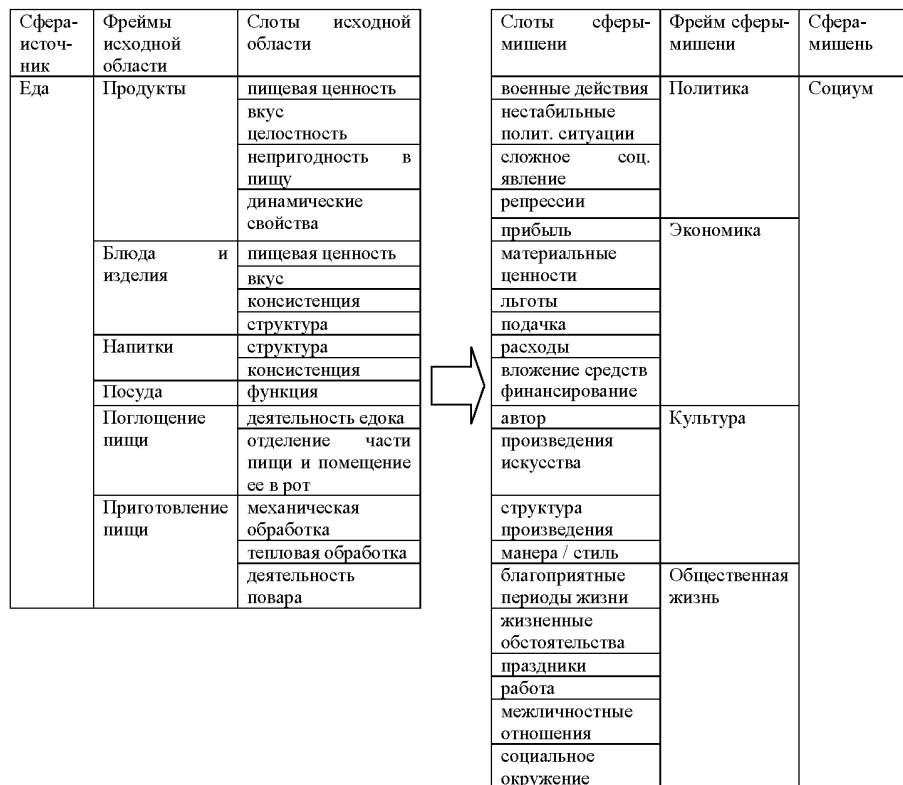 Сфера-
источ-
ник
Фреймы
исходной
области
Слоты исходной
области
Еда
Продукты
пищевая ценность
вкус
целостность
непригодность в
пищу
динамические
свойства
Блюда и
изделия
пищевая ценность
вкус
консистенция
структура
Напитки
структура
консистенция
Посуда
функция
Поглощение
пищи
деятельность едока
отделение части
пищи и помещение
ее в рот
Приготовление
пищи
механическая
обработка
тепловая обработка
деятельность
повара
Слоты сферы-
мишени
Фрейм сферы-
мишени
Сфера-
мишень
военные действия
Политика
Социум
нестабильные
полит. ситуации
сложное соц.
явление
репрессии
прибыль
Экономика
материальные
ценности
льготы
подачка
расходы
вложение средств
финансирование
автор
Культура
произведения
искусства
структура
произведения
манера / стиль
благоприятные
периоды жизни
Общественная
жизнь
жизненные
обстоятельства
праздники
работа
межличностные
отношения
социальное
окружение